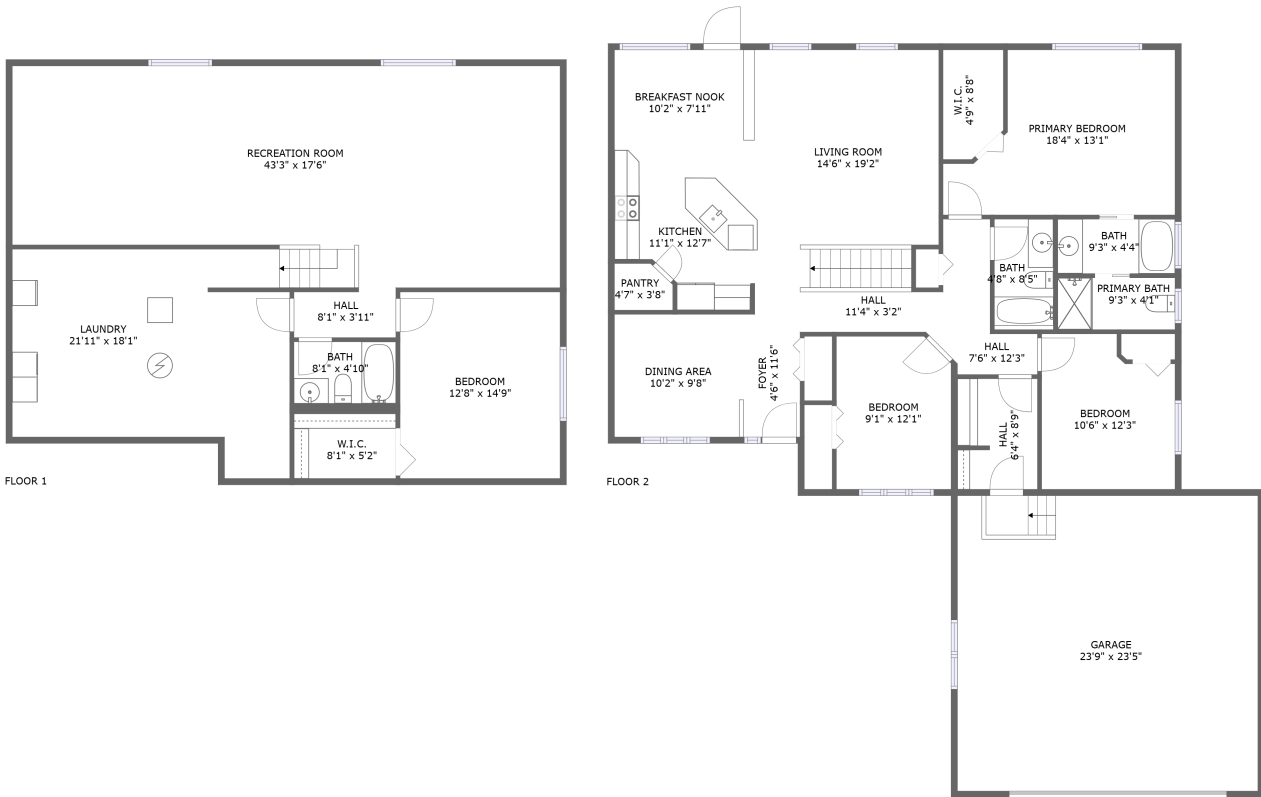 RECREATION ROOM
43'3" x 17'6"
LAUNDRY
21'11" x 18'1"
HALL
8'1" x 3'11"
BATH
8'1" x 4'10"
BEDROOM
12'8" x 14'9"
W.I.C.
8'1" x 5'2"
FLOOR 1
BREAKFAST NOOK
10'2" x 7'11"
LIVING ROOM
14'6" x 19'2"
W.I.C.
4'9" x 8'8"
PRIMARY BEDROOM
18'4" x 13'1"
KITCHEN
11'1" x 12'7"
PANTRY
4'7" x 3'8"
HALL
11'4" x 3'2"
BATH
4'8" x 8'5"
BATH
9'3" x 4'4"
PRIMARY BATH
9'3" x 4'1"
DINING AREA
10'2" x 9'8"
FOYER
4'6" x 11'6"
HALL
7'6" x 12'3"
BEDROOM
9'1" x 12'1"
HALL
6'4" x 8'9"
BEDROOM
10'6" x 12'3"
FLOOR 2
GARAGE
23'9" x 23'5"